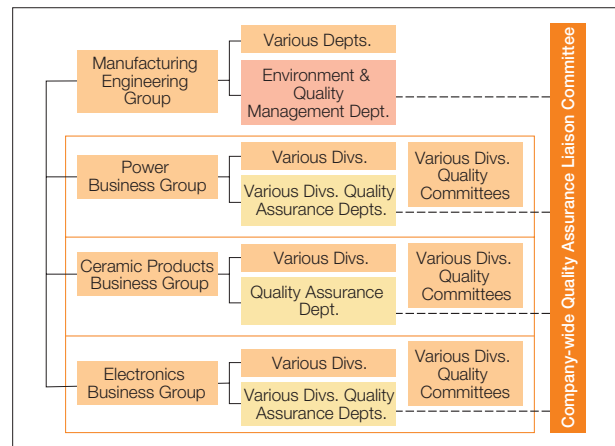 Manufacturing
Engineering
Group
Various Depts.
Environment &
Quality
Management Dept.
Power
Business Group
Various Divs.
Various Divs. Quality
Assurance Depts.
Various Divs.
Quality
Committees
Ceramic Products
Business Group
Various Divs.
Quality Assurance
Dept.
Various Divs.
Quality
Committees
Electronics
Business Group
Various Divs.
Various Divs. Quality
Assurance Depts.
Various Divs.
Quality
Committees
Company-wide Quality Assurance Liaison Committee